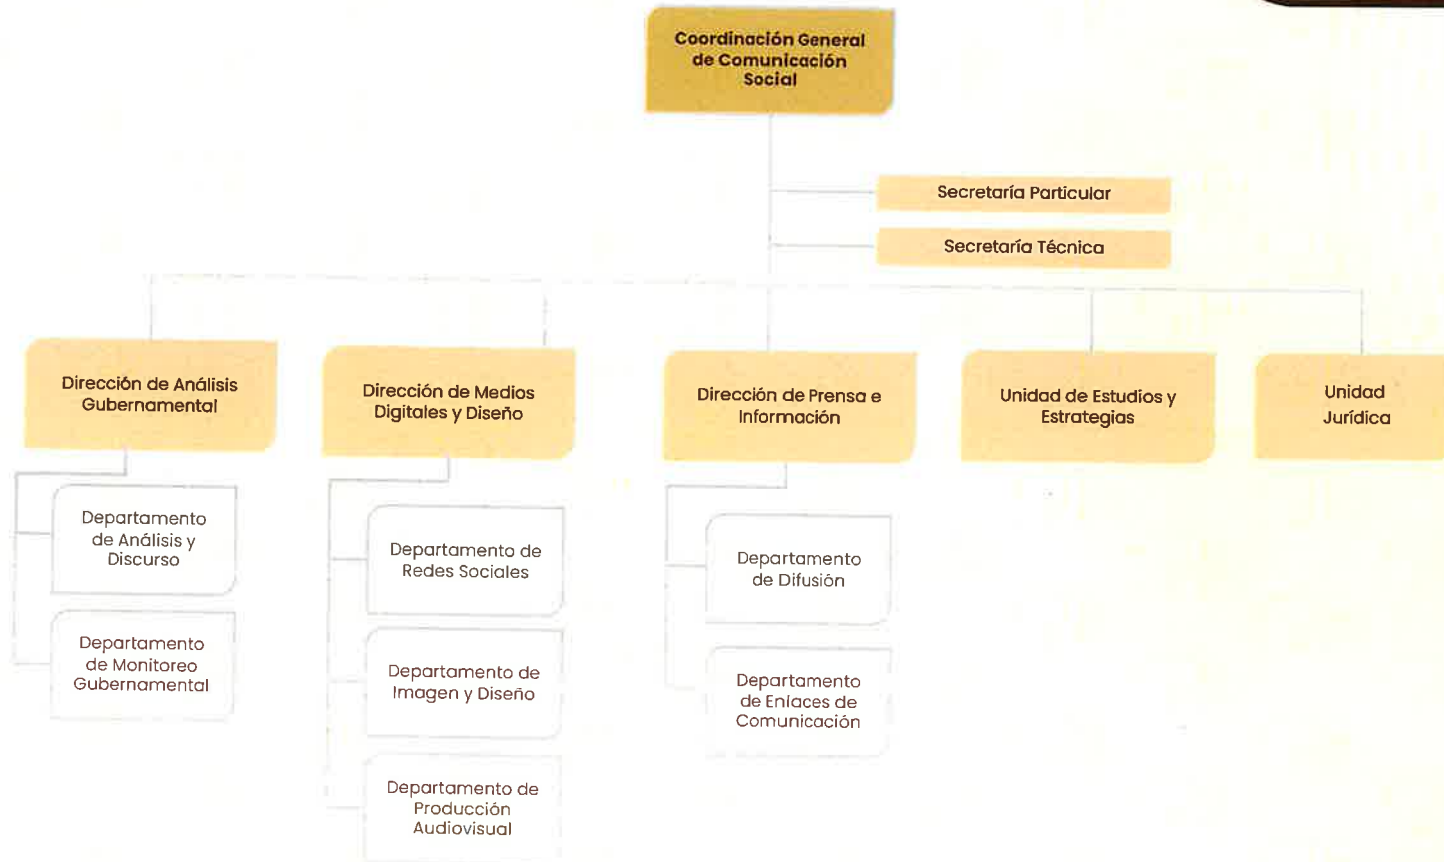 Coordinación General
de Comunicación
Social
Secretaría Particular
Secretaría Técnica
Dirección de Análisis
Gubernamental
Dirección de Medios
Digitales y Diseño
Dirección de Prensa e
Información
Unidad de Estudios y
Estrategias
Unidad
Jurídica
Departamento
de Análisis y
Discurso
Departamento
de Monitoreo
Gubernamental
Departamento de
Redes Sociales
Departamento de
Imagen y Diseño
Departamento de
Producción
Audiovisual
Departamento
de Difusión
Departamento
de Enlaces de
Comunicación